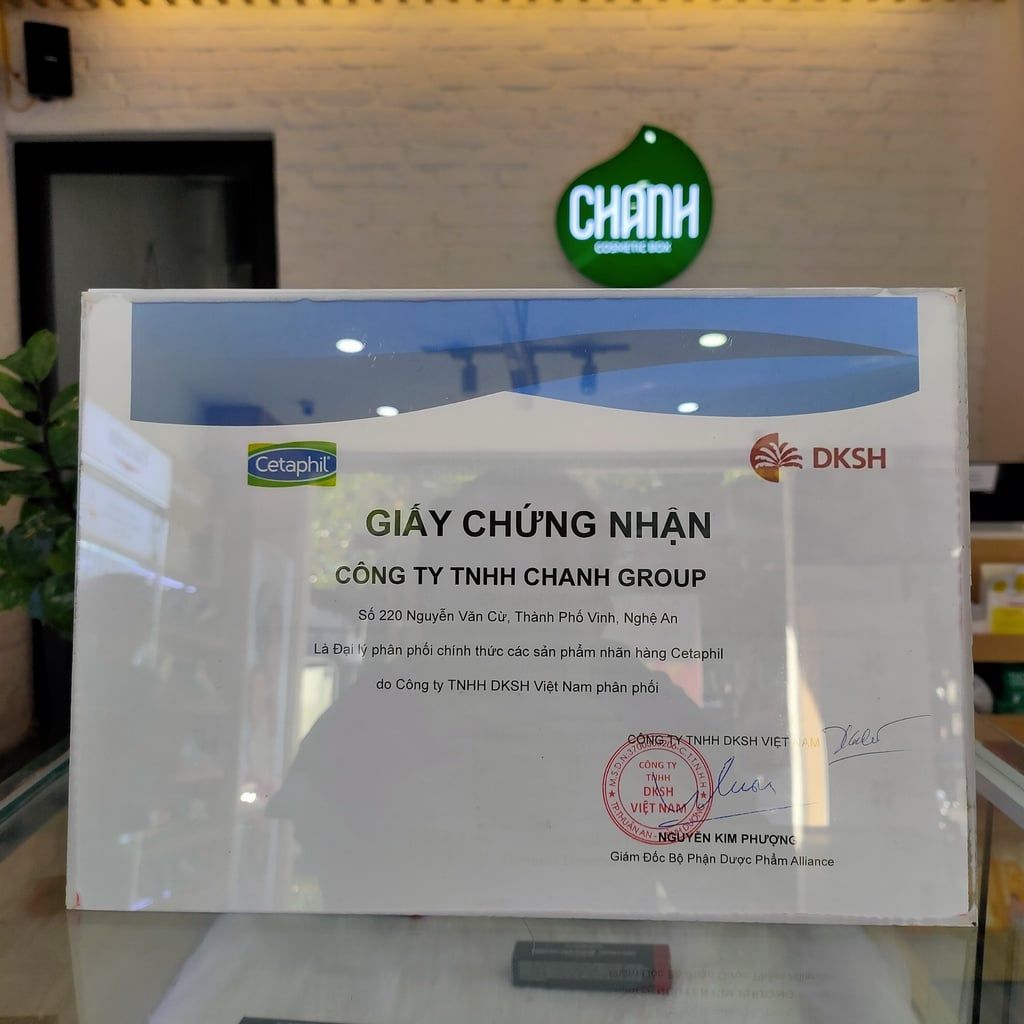 CHANH
COSMETIC BOX
Cetaphil
DKSH
GIẤY CHỨNG NHẬN
CÔNG TY TNHH CHANH GROUP
Số 220 Nguyễn Văn Cừ, Thành Phố Vinh, Nghệ An
Là Đại lý phân phối chính thức các sản phẩm nhãn hàng Cetaphil
do Công ty TNHH DKSH Việt Nam phân phối
CÔNG TY TNHH DKSH VIỆT NAM
CÔNG TY
TNHH
DKSH
VIỆT NAM
NGUYỄN KIM PHƯỢNG
Giám Đốc Bộ Phận Dược Phẩm Alliance